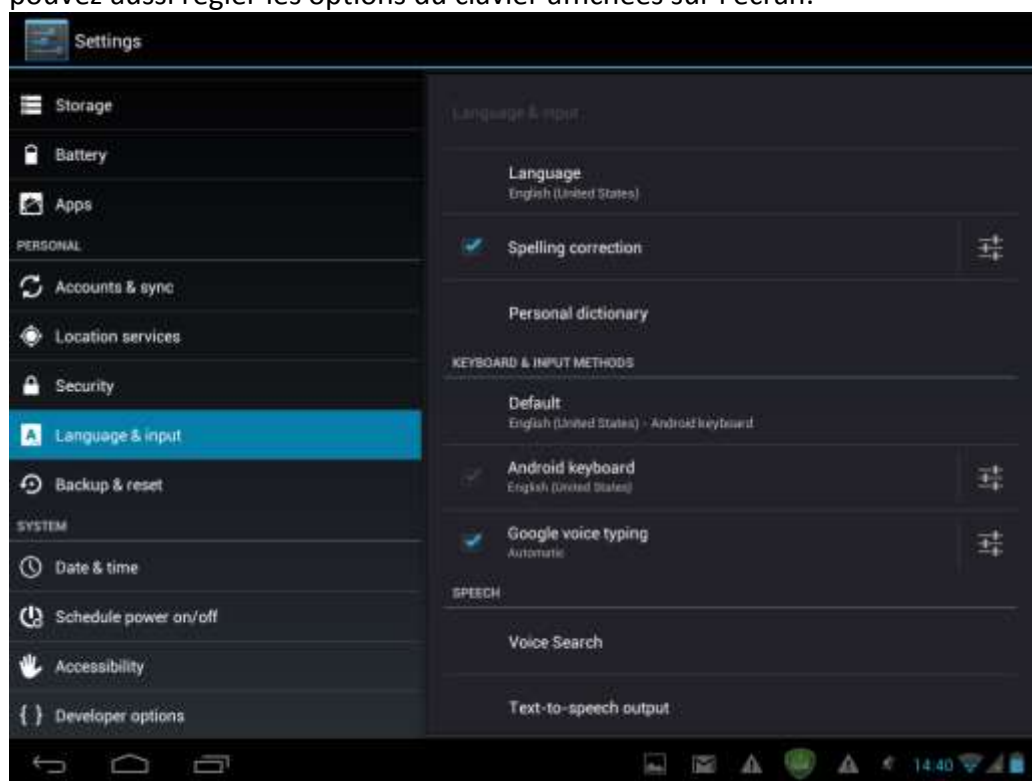 pouvez aussi régler les options du clavier affichées sur l'écran.
Settings
Storage
Battery
Apps
PERSONAL
Accounts & sync
Location services
Security
Language & input
Backup & reset
SYSTEM
Date & time
Schedule power on/off
Accessibility
{ } Developer options
Language & input
Language
English (United States)
Spelling correction
Personal dictionary
KEYBOARD & INPUT METHODS
Default
English (United States) - Android keyboard
Android keyboard
English (United States)
Google voice typing
Automatic
SPEECH
Voice Search
Text-to-speech output
14:40